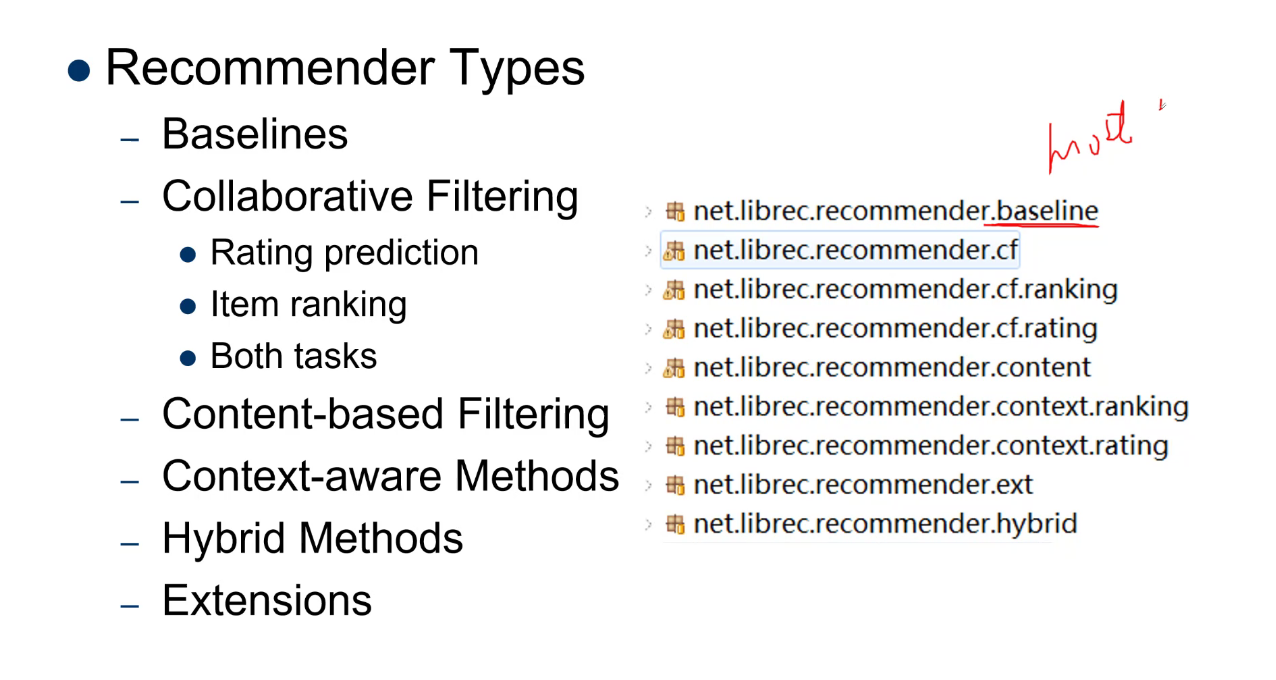 Recommender Types
– Baselines
– Collaborative Filtering
Rating prediction
Item ranking
Both tasks
– Content-based Filtering
– Context-aware Methods
– Hybrid Methods
– Extensions
most
net.librec.recommender.baseline
net.librec.recommender.cf
net.librec.recommender.cf.ranking
net.librec.recommender.cf.rating
net.librec.recommender.content
net.librec.recommender.context.ranking
net.librec.recommender.context.rating
net.librec.recommender.ext
net.librec.recommender.hybrid